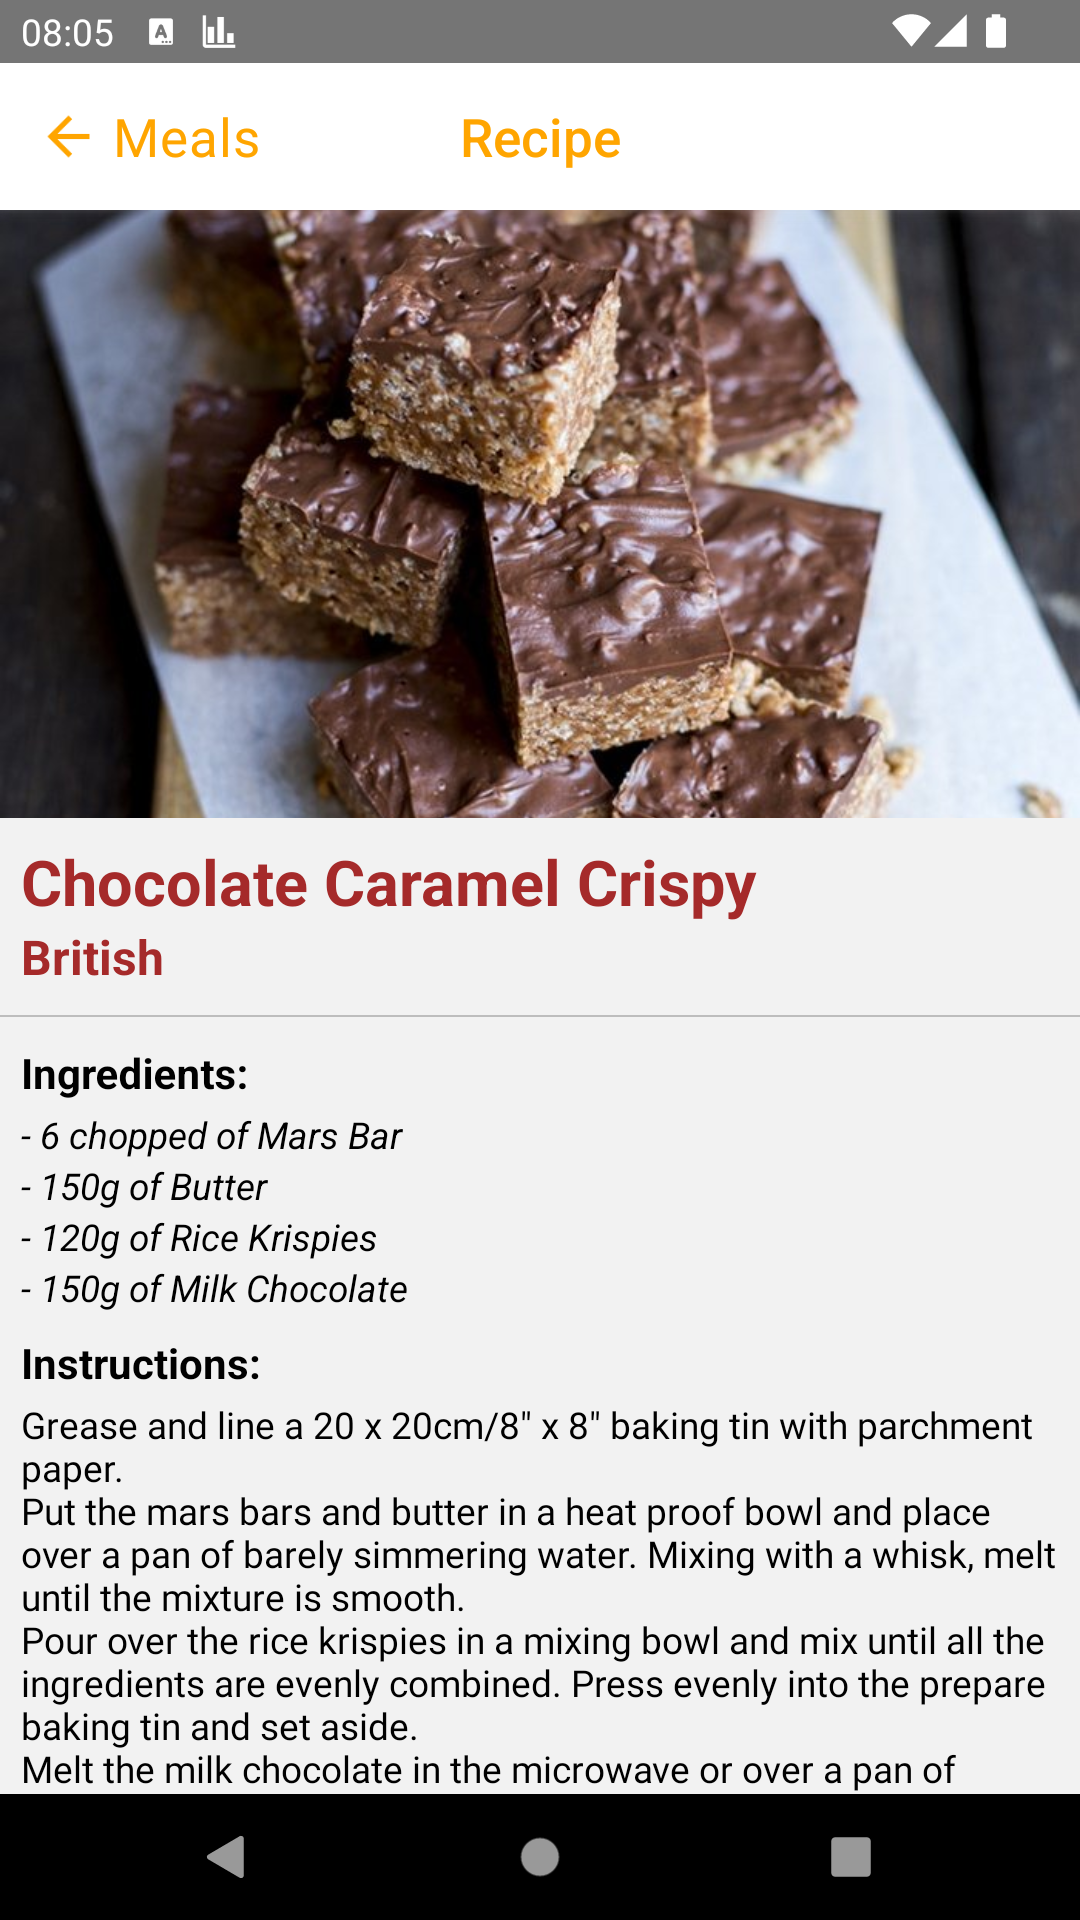 08:05
Meals
Recipe
Chocolate Caramel Crispy
British
Ingredients:
- 6 chopped of Mars Bar
- 150g of Butter
- 120g of Rice Krispies
- 150g of Milk Chocolate
Instructions:
Grease and line a 20 x 20cm/8" x 8" baking tin with parchment
paper.
Put the mars bars and butter in a heat proof bowl and place
over a pan of barely simmering water. Mixing with a whisk, melt
until the mixture is smooth.
Pour over the rice krispies in a mixing bowl and mix until all the
ingredients are evenly combined. Press evenly into the prepare
baking tin and set aside.
Melt the milk chocolate in the microwave or over a pan of